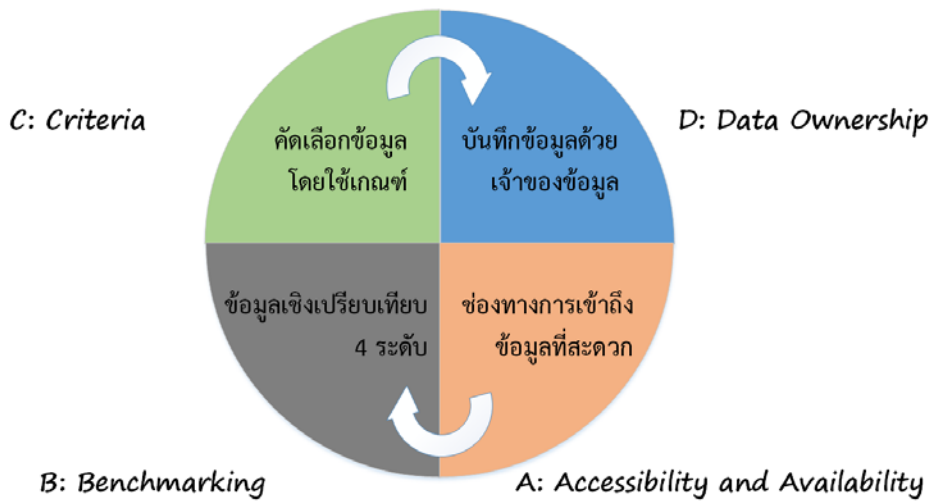 C: Criteria
D: Data Ownership
คัดเลือกข้อมูล
โดยใช้เกณฑ์
บันทึกข้อมูลด้วย
เจ้าของข้อมูล
ข้อมูลเชิงเปรียบเทียบ
4 ระดับ
ช่องทางการเข้าถึง
ข้อมูลที่สะดวก
B: Benchmarking
A: Accessibility and Availability